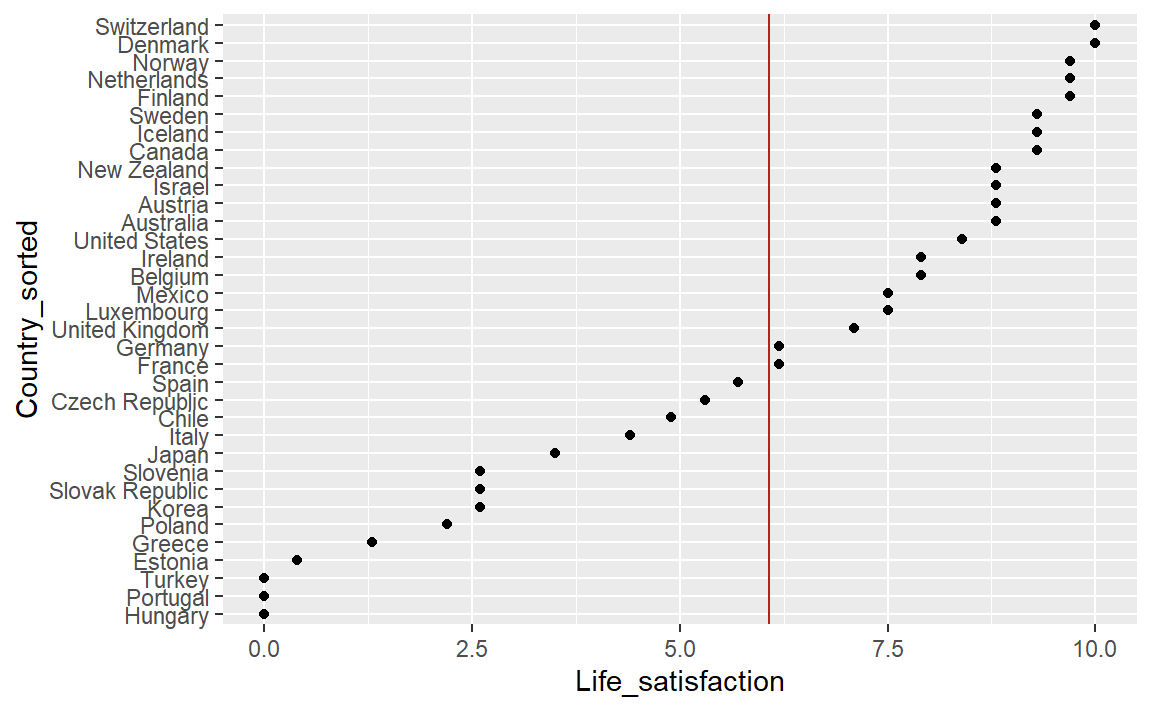 Switzerland
Denmark
Norway
Netherlands
Finland
Sweden
Iceland
Canada
New Zealand
Israel
Austria
Australia
United States
Ireland
Belgium
Mexico
Luxembourg
United Kingdom
Germany
France
Spain
Czech Republic
Chile
Italy
Japan
Slovenia
Slovak Republic
Korea
Poland
Greece
Estonia
Turkey
Portugal
Hungary
Country_sorted
0.0 2.5 5.0 7.5 10.0
Life_satisfaction